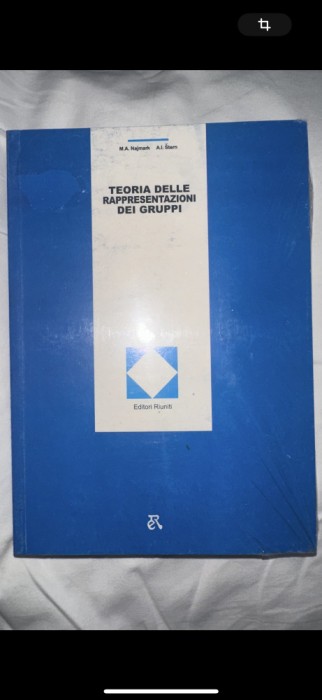 M.A. Najmark A.I. Štern
TEORIA DELLE
RAPPRESENTAZIONI
DEI GRUPPI
Editori Riuniti